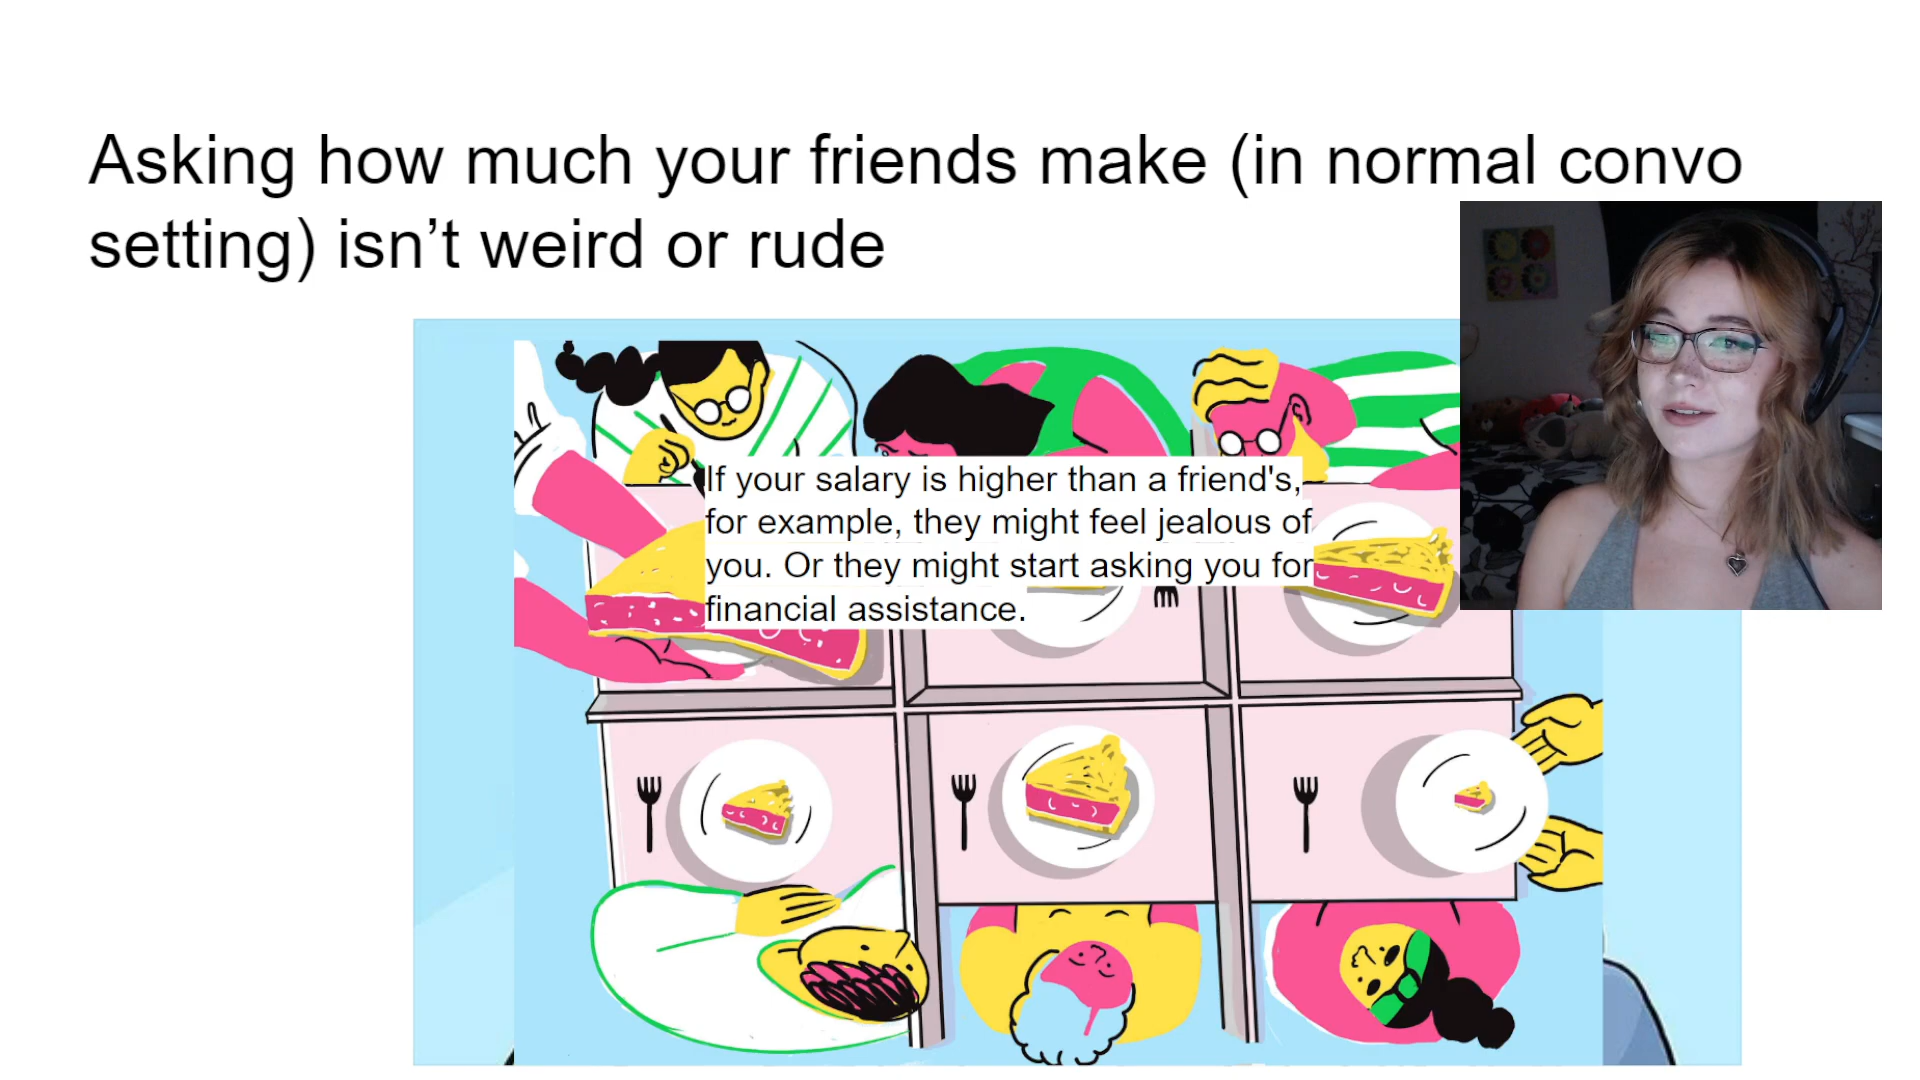 Asking how much your friends make (in normal convo
setting) isn’t weird or rude
If your salary is higher than a friend's,
for example, they might feel jealous of
you. Or they might start asking you for
financial assistance.